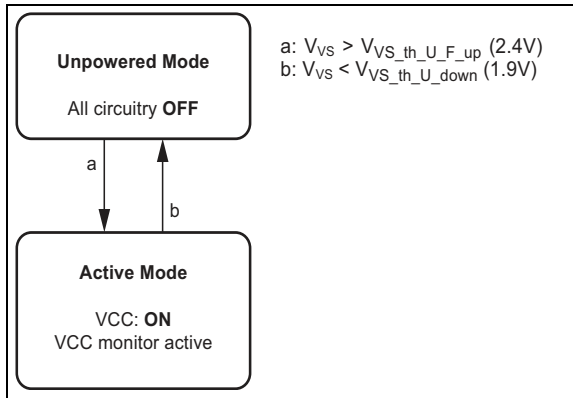 Unpowered Mode
All circuitry OFF
a: VVS > VVS_th_U_F_up (2.4V)
b: VVS < VVS_th_U_down (1.9V)
a
b
Active Mode
VCC: ON
VCC monitor active